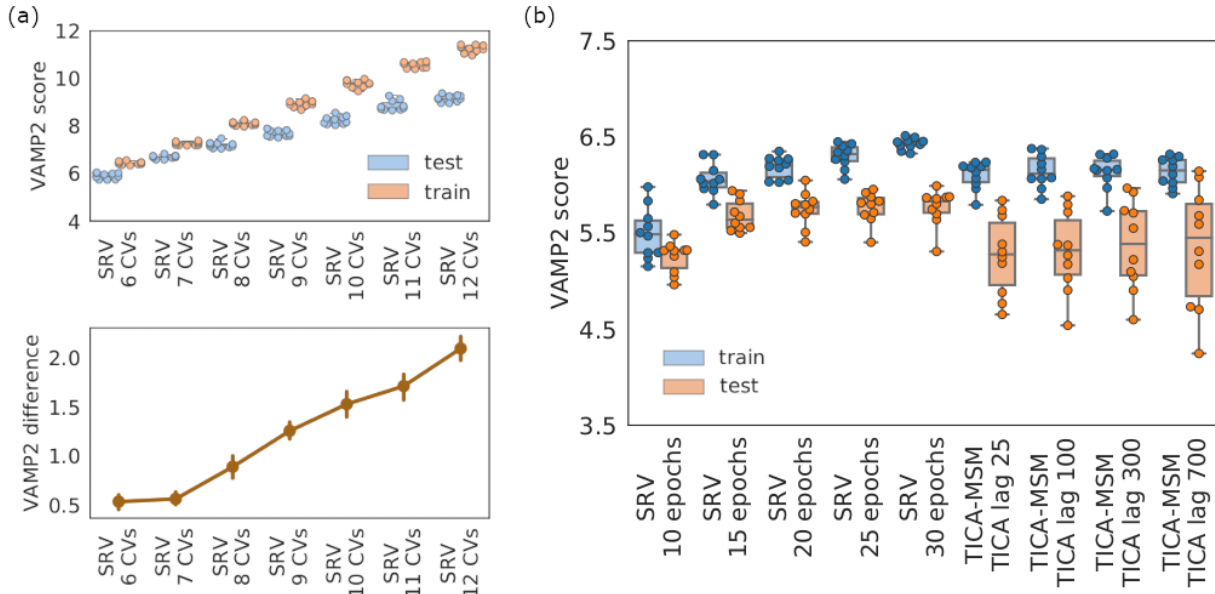 (a)
12
10
8
6
4
VAMP2 score
test
train
SRV
6 CVs
SRV
7 CVs
SRV
8 CVs
SRV
9 CVs
SRV
10 CVs
SRV
11 CVs
SRV
12 CVs
2.0
1.5
1.0
0.5
VAMP2 difference
SRV
6 CVs
SRV
7 CVs
SRV
8 CVs
SRV
9 CVs
SRV
10 CVs
SRV
11 CVs
SRV
12 CVs
(b)
7.5
6.5
5.5
4.5
3.5
VAMP2 score
train
test
SRV
10 epochs
SRV
15 epochs
SRV
20 epochs
SRV
25 epochs
SRV
30 epochs
TICA-MSM
TICA lag 25
TICA-MSM
TICA lag 100
TICA-MSM
TICA lag 300
TICA-MSM
TICA lag 700